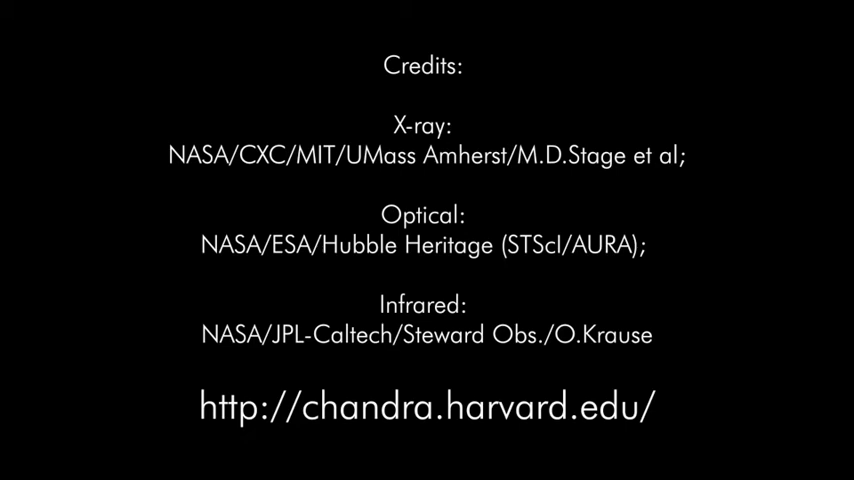 Credits:
X-ray:
NASA/CXC/MIT/UMass Amherst/M.D.Stage et al;
Optical:
NASA/ESA/Hubble Heritage (STScI/AURA);
Infrared:
NASA/JPL-Caltech/Steward Obs./O.Krause
http://chandra.harvard.edu/